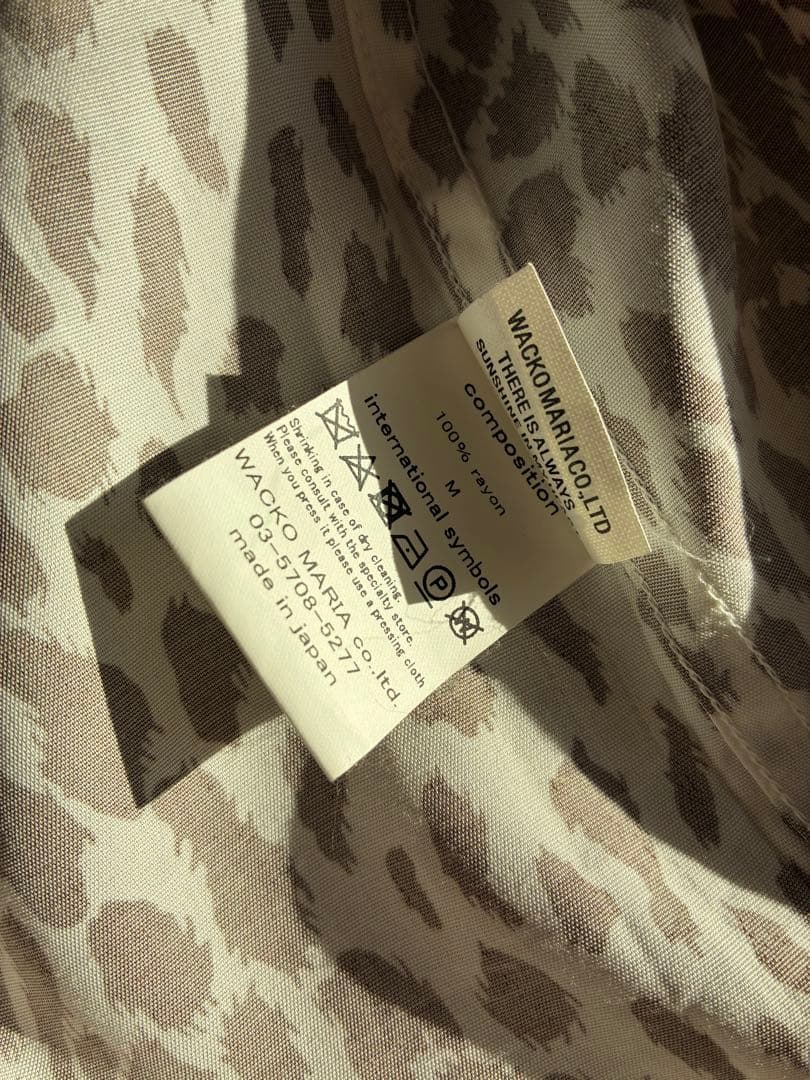 WACKOMARIACO.,LTD
THERE IS ALWAYS
SUNSHINE
composition
100% rayon
M
international symbols
P
W
Shrinking in case of dry cleaning.
Please consult with the specialty store.
When you press it please use a pressing cloth
WACKO MARIA co.,ltd.
03-5708-5277
made in japan